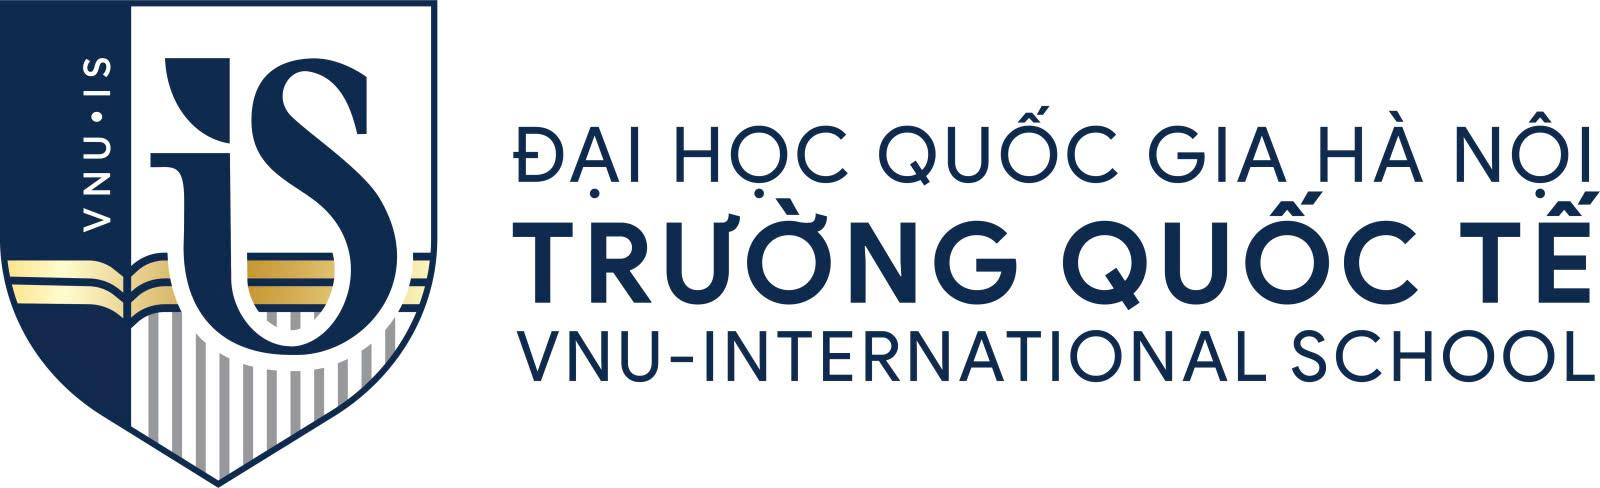 VNU•IS
iS
ĐẠI HỌC QUỐC GIA HÀ NỘI
TRƯỜNG QUỐC TẾ
VNU-INTERNATIONAL SCHOOL